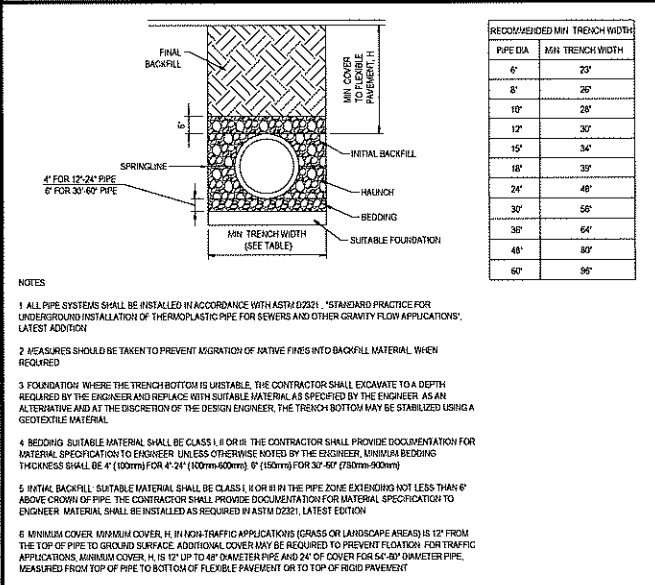 FINAL
BACKFILL
MIN COVER
TO FLEXIBLE
PAVEMENT, H
6"
INITIAL BACKFILL
SPRINGLINE
HAUNCH
4" FOR 12"-24" PIPE
6" FOR 30"-60" PIPE
BEDDING
MIN TRENCH WIDTH
(SEE TABLE)
SUITABLE FOUNDATION
RECOMMENDED MIN TRENCH WIDTH
PIPE DIA MIN TRENCH WIDTH
6" 23"
8" 26"
10" 28"
12" 30"
15" 34"
18" 39"
24" 48"
30" 56"
36" 64"
48" 80"
60" 96"
NOTES
1 ALL PIPE SYSTEMS SHALL BE INSTALLED IN ACCORDANCE WITH ASTM D2321, "STANDARD PRACTICE FOR
UNDERGROUND INSTALLATION OF THERMOPLASTIC PIPE FOR SEWERS AND OTHER GRAVITY FLOW APPLICATIONS",
LATEST ADDITION
2 MEASURES SHOULD BE TAKEN TO PREVENT MIGRATION OF NATIVE FINES INTO BACKFILL MATERIAL, WHEN
REQUIRED
3 FOUNDATION WHERE THE TRENCH BOTTOM IS UNSTABLE, THE CONTRACTOR SHALL EXCAVATE TO A DEPTH
REQUIRED BY THE ENGINEER AND REPLACE WITH SUITABLE MATERIAL AS SPECIFIED BY THE ENGINEER AS AN
ALTERNATIVE AND AT THE DISCRETION OF THE DESIGN ENGINEER, THE TRENCH BOTTOM MAY BE STABILIZED USING A
GEOTEXTILE MATERIAL
4 BEDDING SUITABLE MATERIAL SHALL BE CLASS I, II OR III THE CONTRACTOR SHALL PROVIDE DOCUMENTATION FOR
MATERIAL SPECIFICATION TO ENGINEER UNLESS OTHERWISE NOTED BY THE ENGINEER, MINIMUM BEDDING
THICKNESS SHALL BE 4" (100mm) FOR 4"-24" (100mm-600mm), 6" (150mm) FOR 30"-60" (750mm-900mm)
5 INITIAL BACKFILL SUITABLE MATERIAL SHALL BE CLASS I, II OR III IN THE PIPE ZONE EXTENDING NOT LESS THAN 6"
ABOVE CROWN OF PIPE THE CONTRACTOR SHALL PROVIDE DOCUMENTATION FOR MATERIAL SPECIFICATION TO
ENGINEER MATERIAL SHALL BE INSTALLED AS REQUIRED IN ASTM D2321, LATEST EDITION
6 MINIMUM COVER MINIMUM COVER, H, IN NON-TRAFFIC APPLICATIONS (GRASS OR LANDSCAPE AREAS) IS 12" FROM
THE TOP OF PIPE TO GROUND SURFACE ADDITIONAL COVER MAY BE REQUIRED TO PREVENT FLOATION FOR TRAFFIC
APPLICATIONS, MINIMUM COVER, H, IS 12" UP TO 48" DIAMETER PIPE AND 24" OF COVER FOR 54"-60" DIAMETER PIPE,
MEASURED FROM TOP OF PIPE TO BOTTOM OF FLEXIBLE PAVEMENT OR TO TOP OF RIGID PAVEMENT